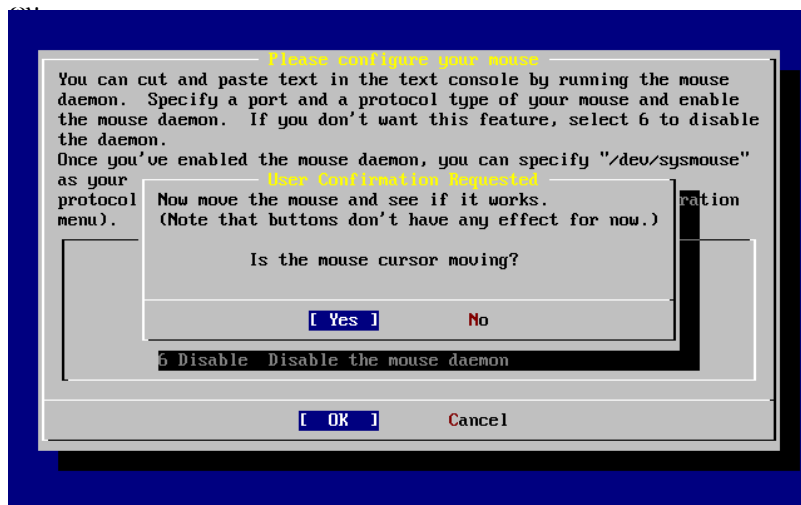 Please configure your mouse
You can cut and paste text in the text console by running the mouse
daemon.  Specify a port and a protocol type of your mouse and enable
the mouse daemon.  If you don't want this feature, select 6 to disable
the daemon.
Once you've enabled the mouse daemon, you can specify "/dev/sysmouse"
as your
User Confirmation Requested
protocol
ration
menu).
Now move the mouse and see if it works.
(Note that buttons don't have any effect for now.)
Is the mouse cursor moving?
[ Yes ]        No
6 Disable  Disable the mouse daemon
[ OK ]        Cancel